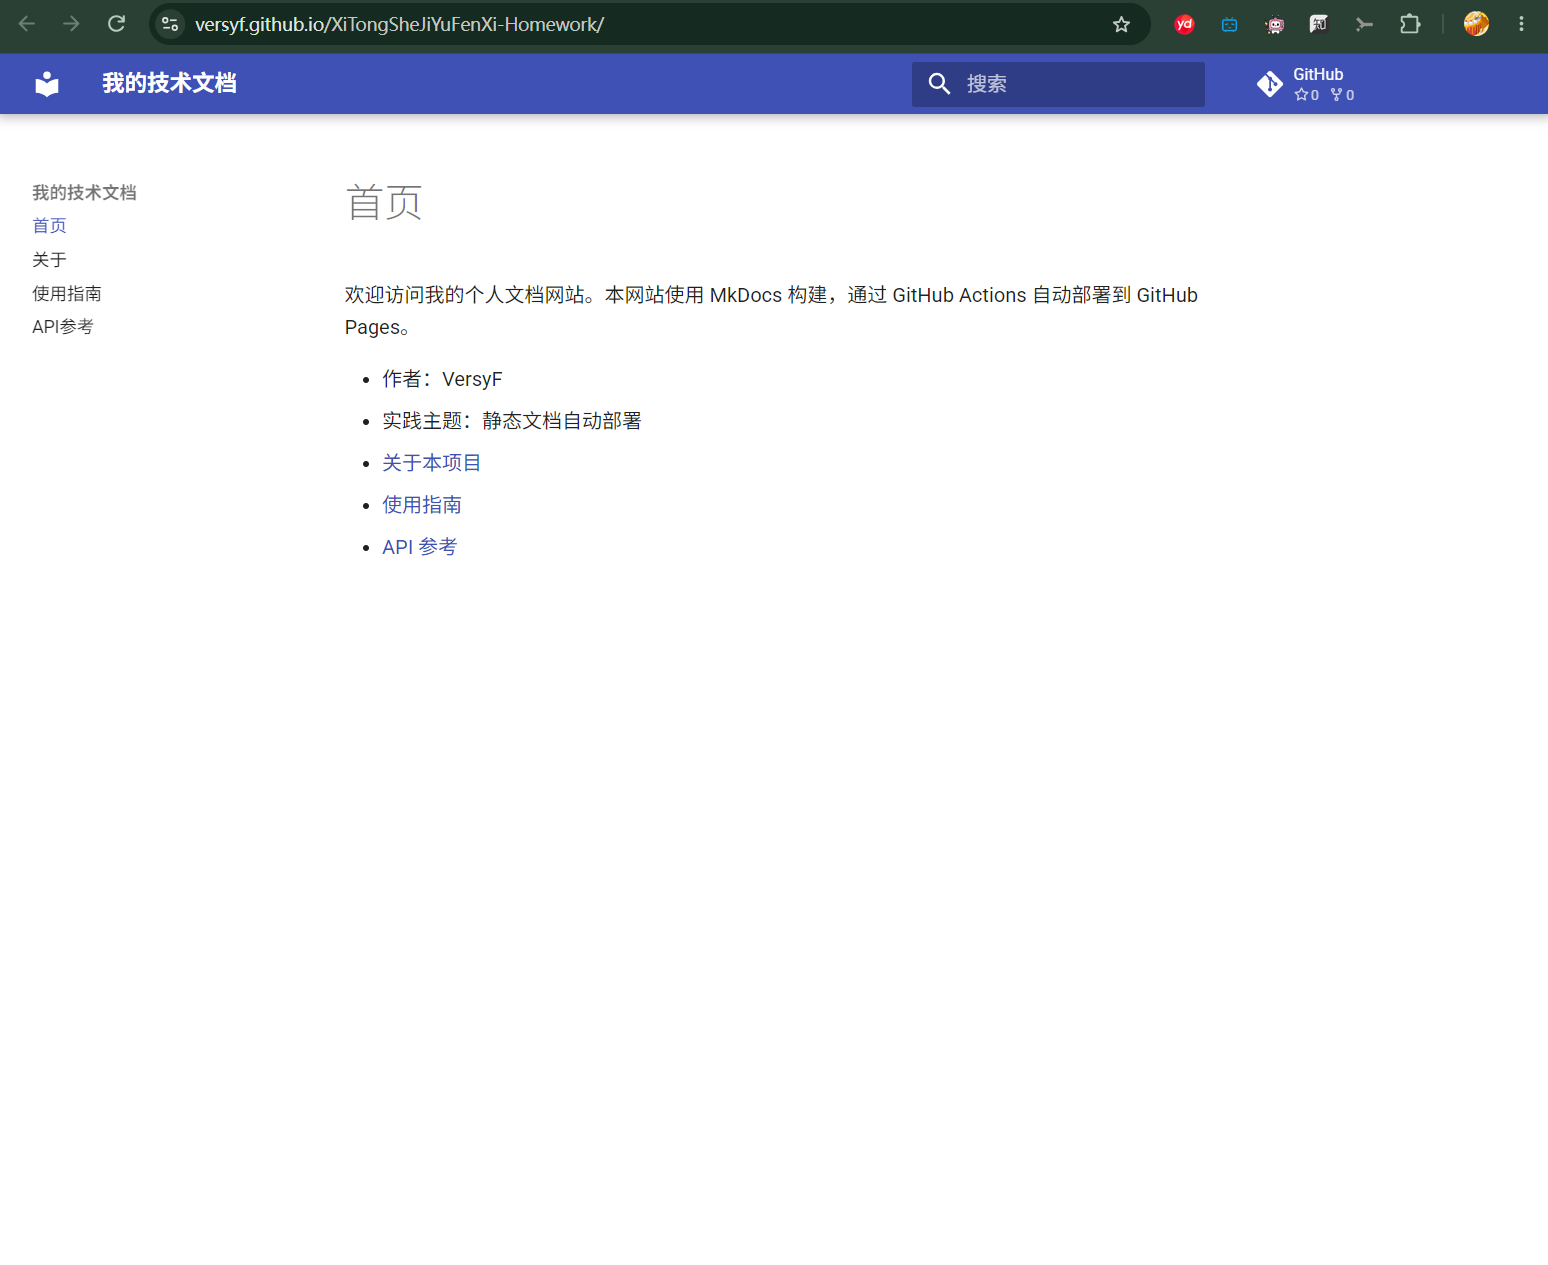 versyf.github.io/XiTongSheJiYuFenXi-Homework/
yd
我的技术文档
搜索
GitHub
0 0
我的技术文档
首页
关于
使用指南
API参考
首页
欢迎访问我的个人文档网站。本网站使用 MkDocs 构建，通过 GitHub Actions 自动部署到 GitHub
Pages。
作者：VersyF
实践主题：静态文档自动部署
关于本项目
使用指南
API 参考